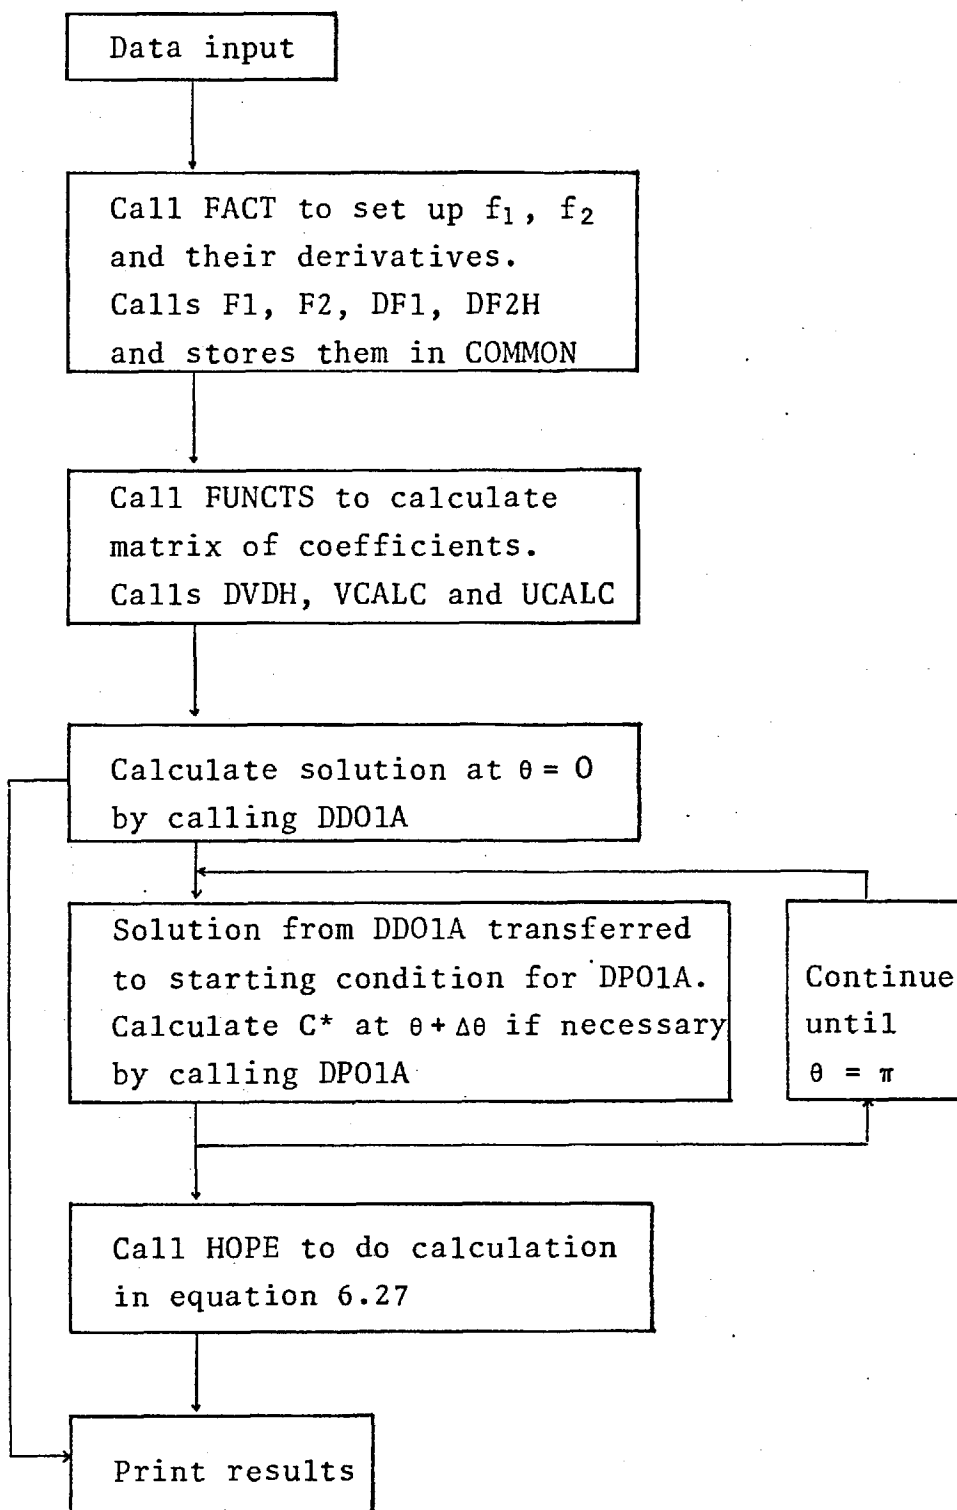 Data input
Call FACT to set up f₁, f₂
and their derivatives.
Calls F1, F2, DF1, DF2H
and stores them in COMMON
Call FUNCTS to calculate
matrix of coefficients.
Calls DVDH, VCALC and UCALC
Calculate solution at θ = 0
by calling DD01A
Solution from DD01A transferred
to starting condition for DP01A.
Calculate C* at θ + Δθ if necessary
by calling DP01A
Continue
until
θ = π
Call HOPE to do calculation
in equation 6.27
Print results